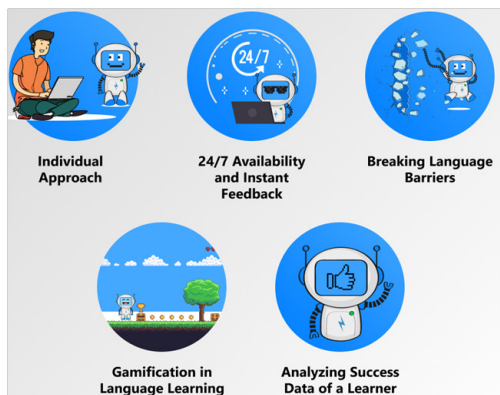 24/7
Individual
Approach
24/7 Availability
and Instant
Feedback
Breaking Language
Barriers
Gamification in
Language Learning
Analyzing Success
Data of a Learner